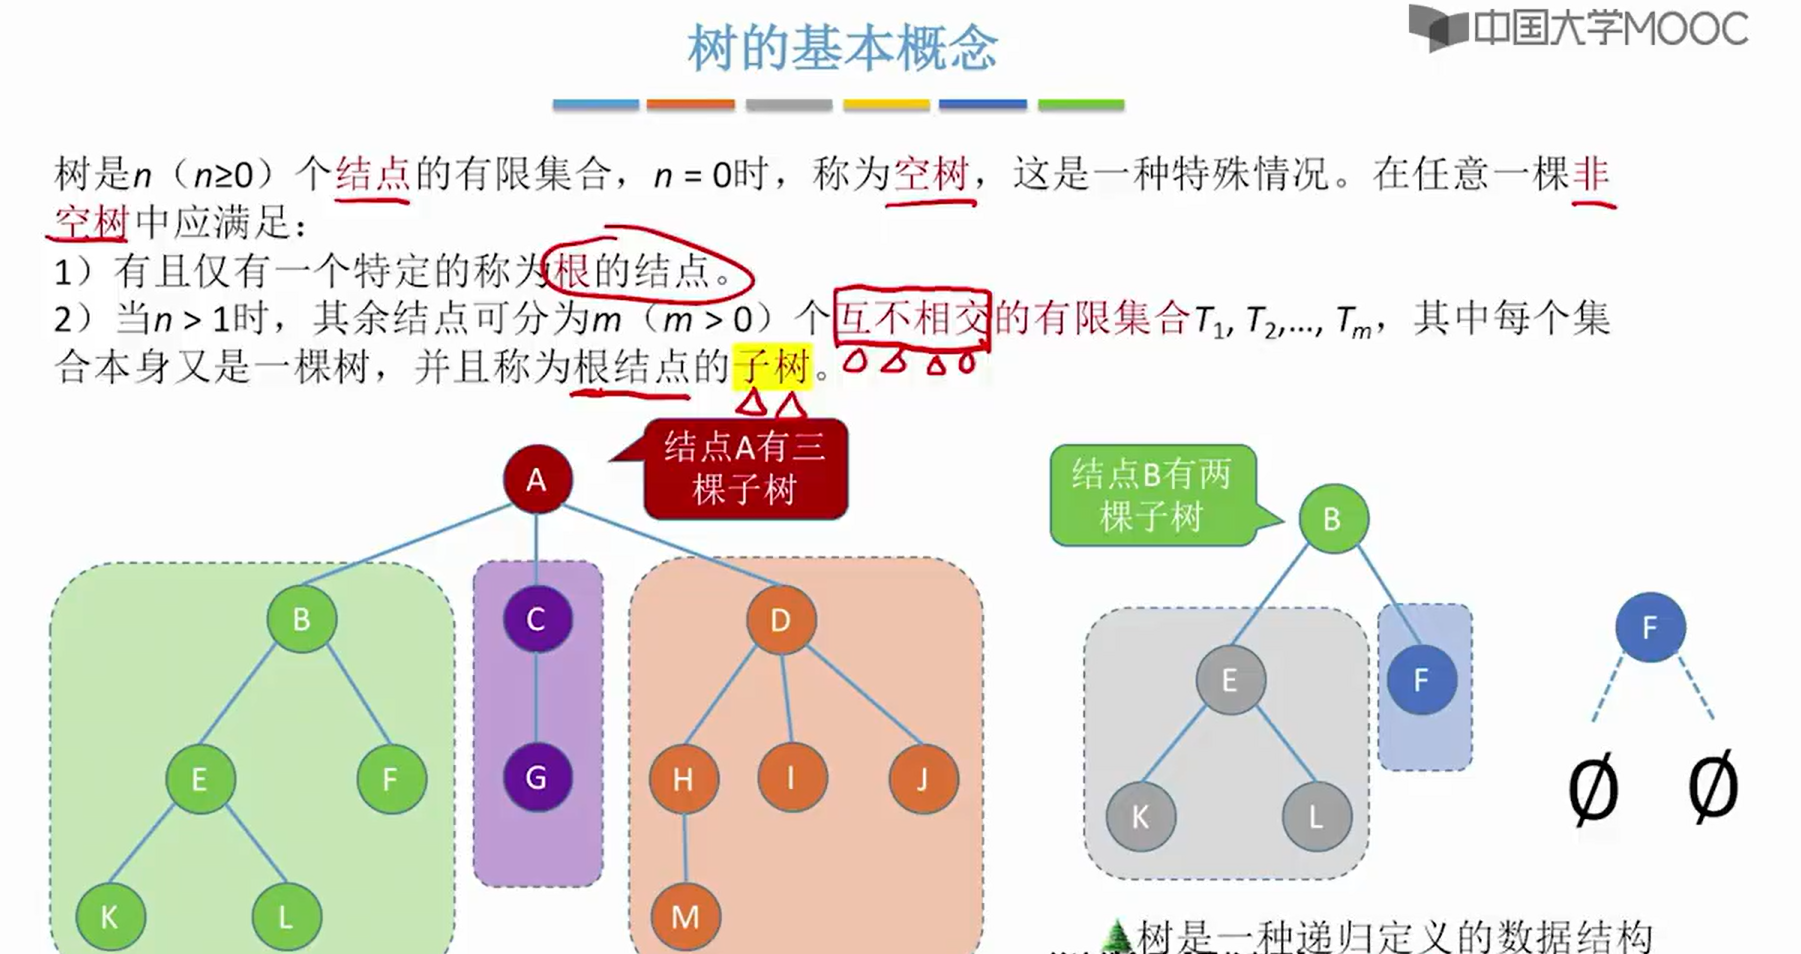 树的基本概念
中国大学MOOC
树是n（n≥0）个结点的有限集合，n = 0时，称为空树，这是一种特殊情况。在任意一棵非
空树中应满足：
1）有且仅有一个特定的称为根的结点。
2）当n > 1时，其余结点可分为m（m > 0）个互不相交的有限集合T1, T2,…, Tm，其中每个集
合本身又是一棵树，并且称为根结点的子树。
A
结点A有三
棵子树
B
C
D
E
F
G
H
I
J
K
L
M
结点B有两
棵子树
B
E
F
K
L
F
Ø Ø
树是一种递归定义的数据结构